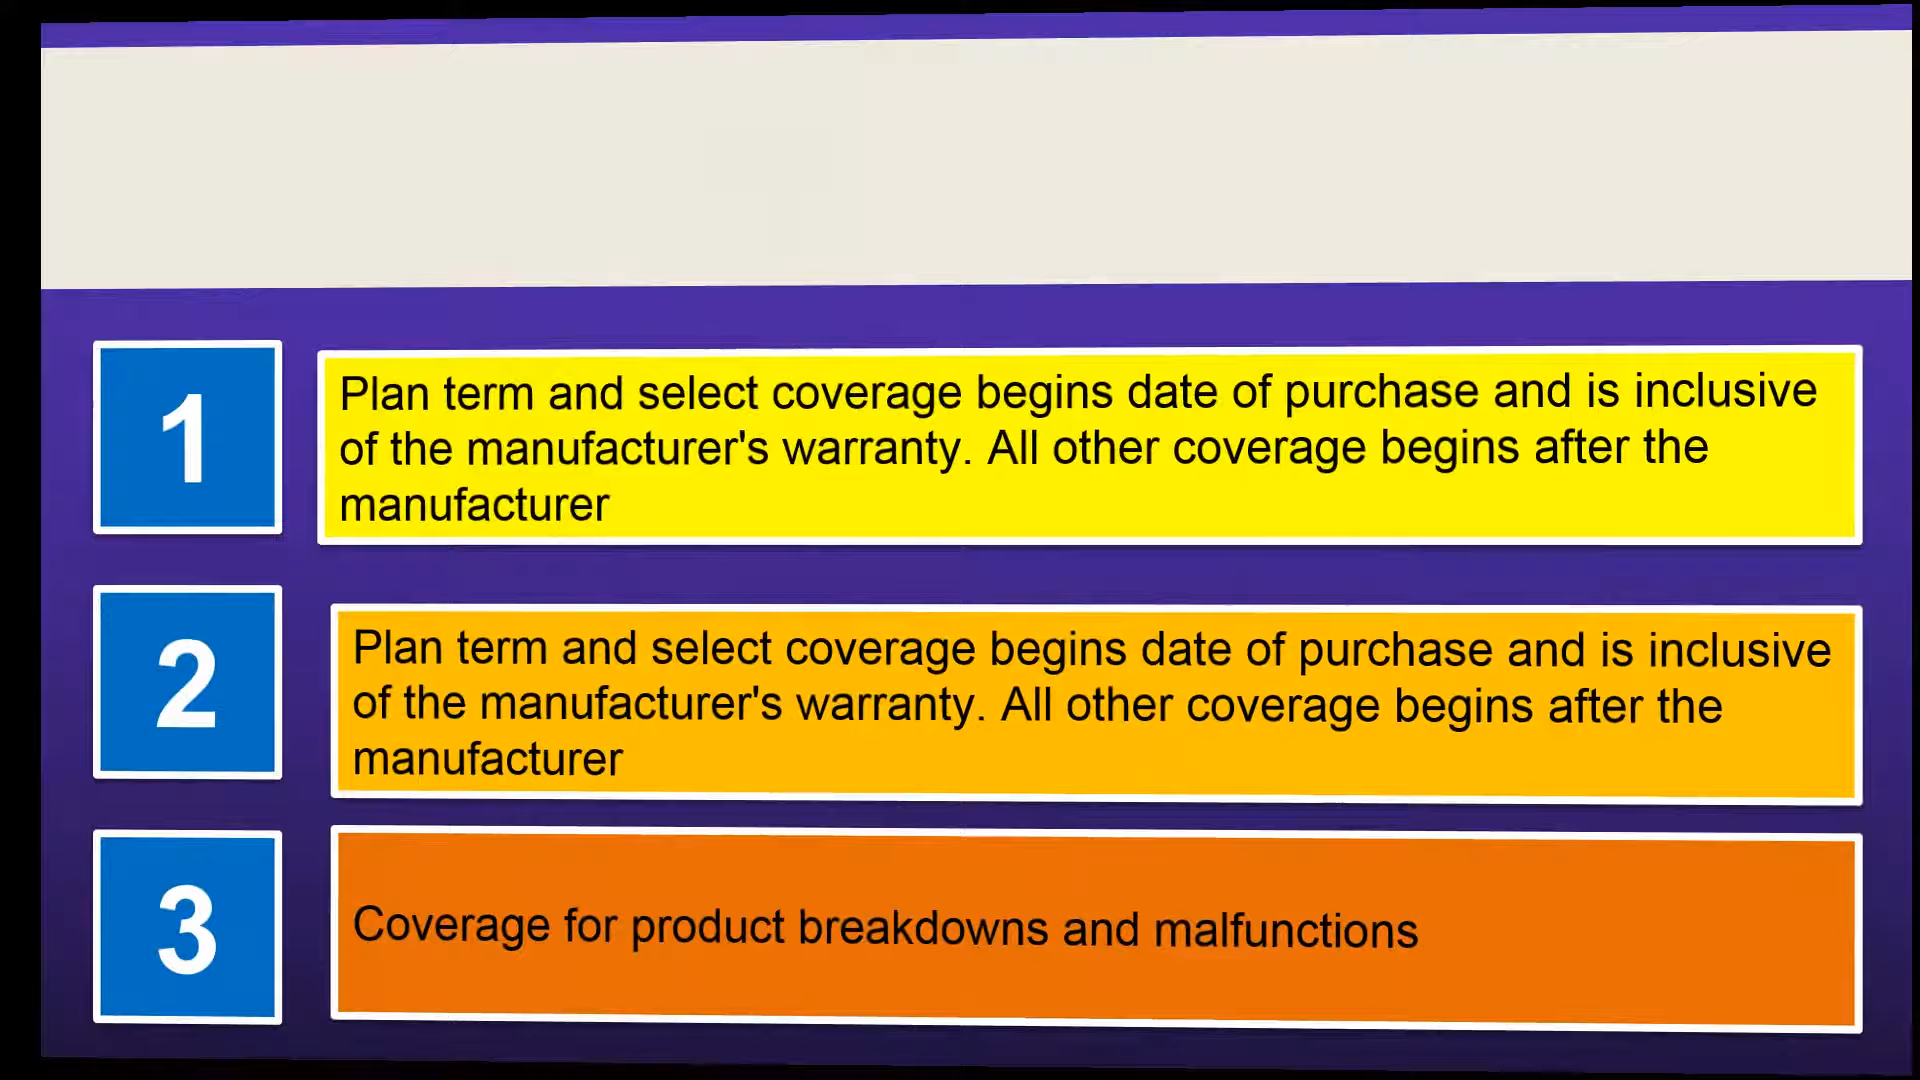 1
Plan term and select coverage begins date of purchase and is inclusive
of the manufacturer's warranty. All other coverage begins after the
manufacturer
2
Plan term and select coverage begins date of purchase and is inclusive
of the manufacturer's warranty. All other coverage begins after the
manufacturer
3
Coverage for product breakdowns and malfunctions